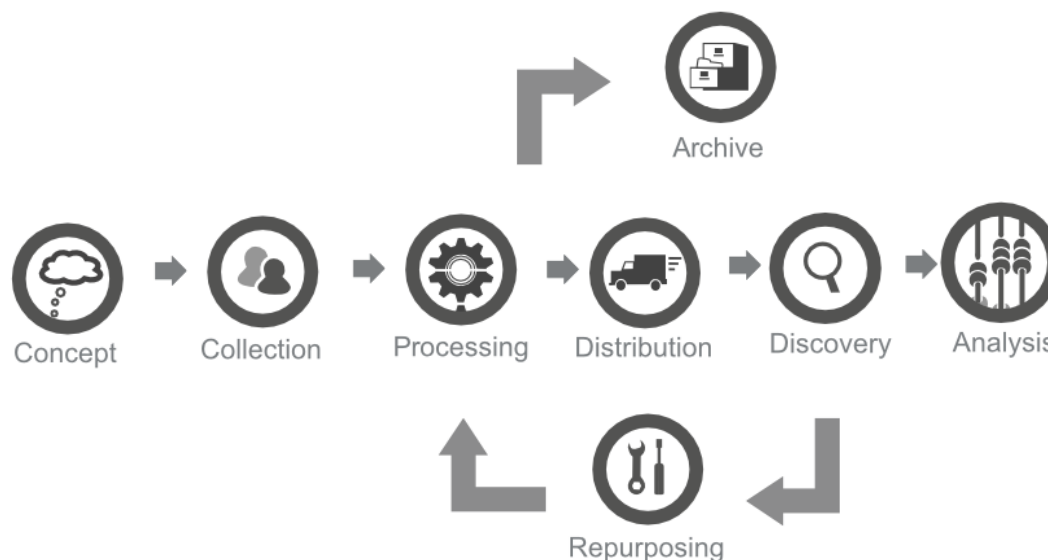 Archive
Concept
Collection
Processing
Distribution
Discovery
Analysis
Repurposing